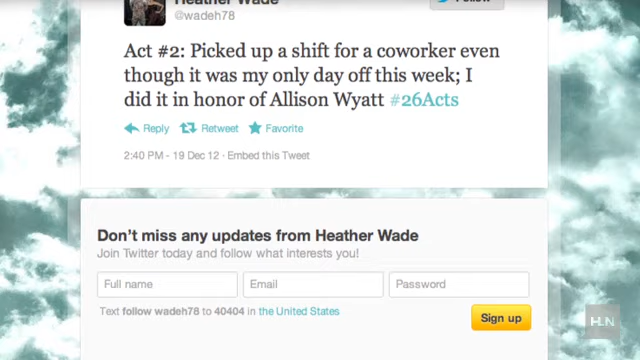 Heather Wade
@wadeh78
Follow
Act #2: Picked up a shift for a coworker even
though it was my only day off this week; I
did it in honor of Allison Wyatt #26Acts
Reply Retweet Favorite
2:40 PM - 19 Dec 12 · Embed this Tweet
Don't miss any updates from Heather Wade
Join Twitter today and follow what interests you!
Full name Email Password
Text follow wadeh78 to 40404 in the United States
Sign up
HLN